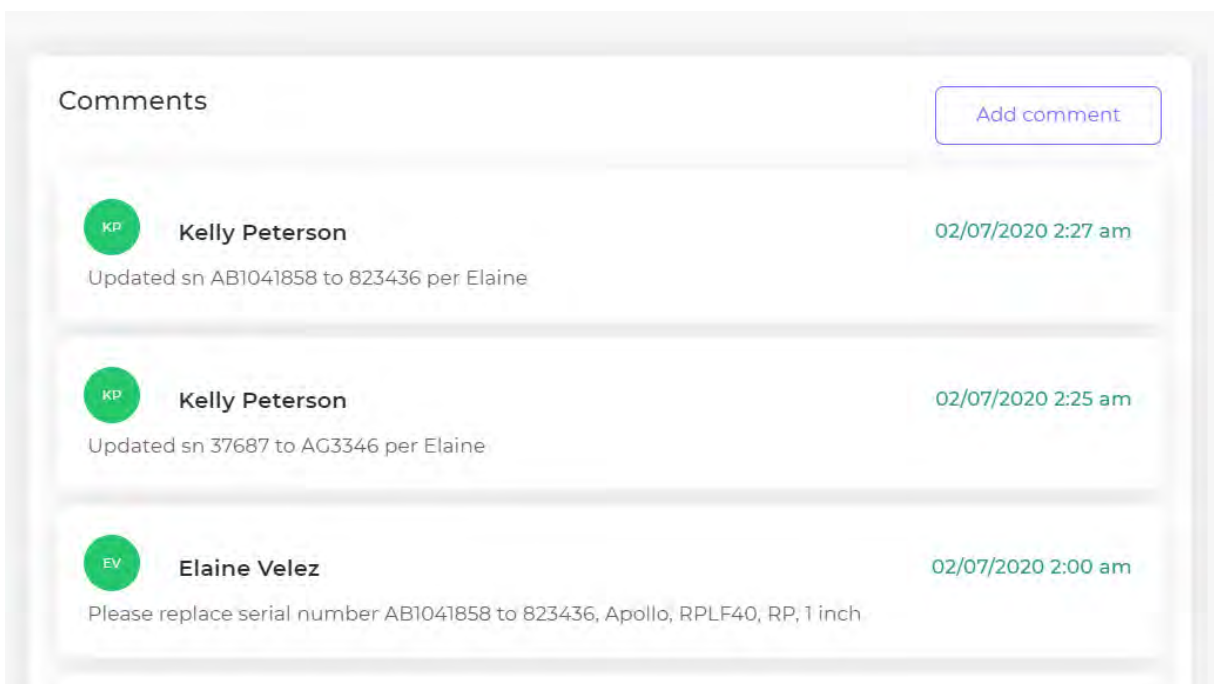 Comments
Add comment
KP
Kelly Peterson
02/07/2020 2:27 am
Updated sn AB1041858 to 823436 per Elaine
KP
Kelly Peterson
02/07/2020 2:25 am
Updated sn 37687 to AG3346 per Elaine
EV
Elaine Velez
02/07/2020 2:00 am
Please replace serial number AB1041858 to 823436, Apollo, RPLF40, RP, 1 inch